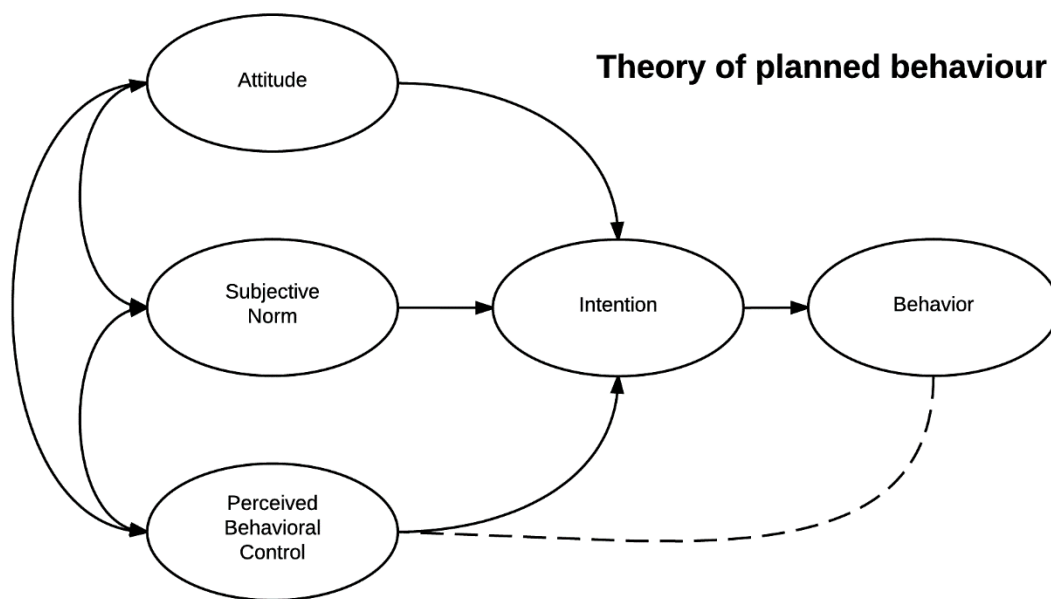 Theory of planned behaviour
Attitude
Subjective
Norm
Intention
Behavior
Perceived
Behavioral
Control